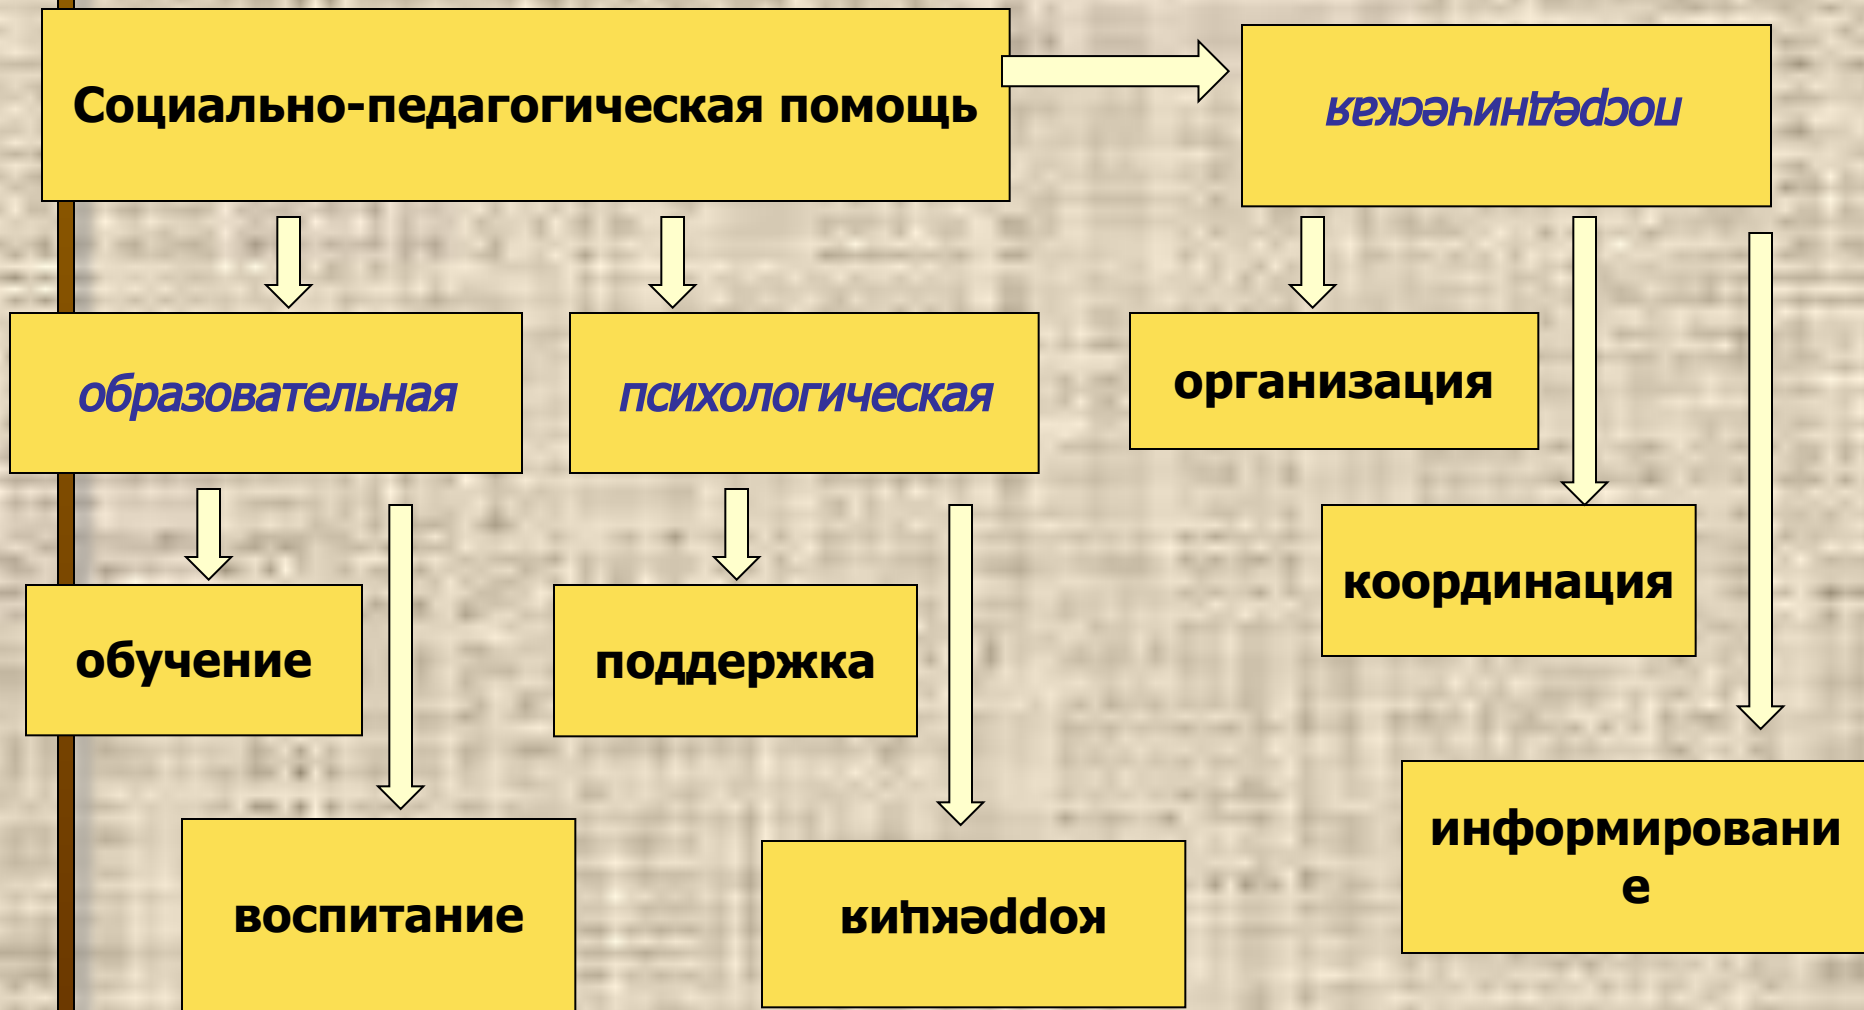 Социально-педагогическая помощь
посредническая
образовательная
психологическая
организация
координация
обучение
поддержка
информировани
е
воспитание
коррекция